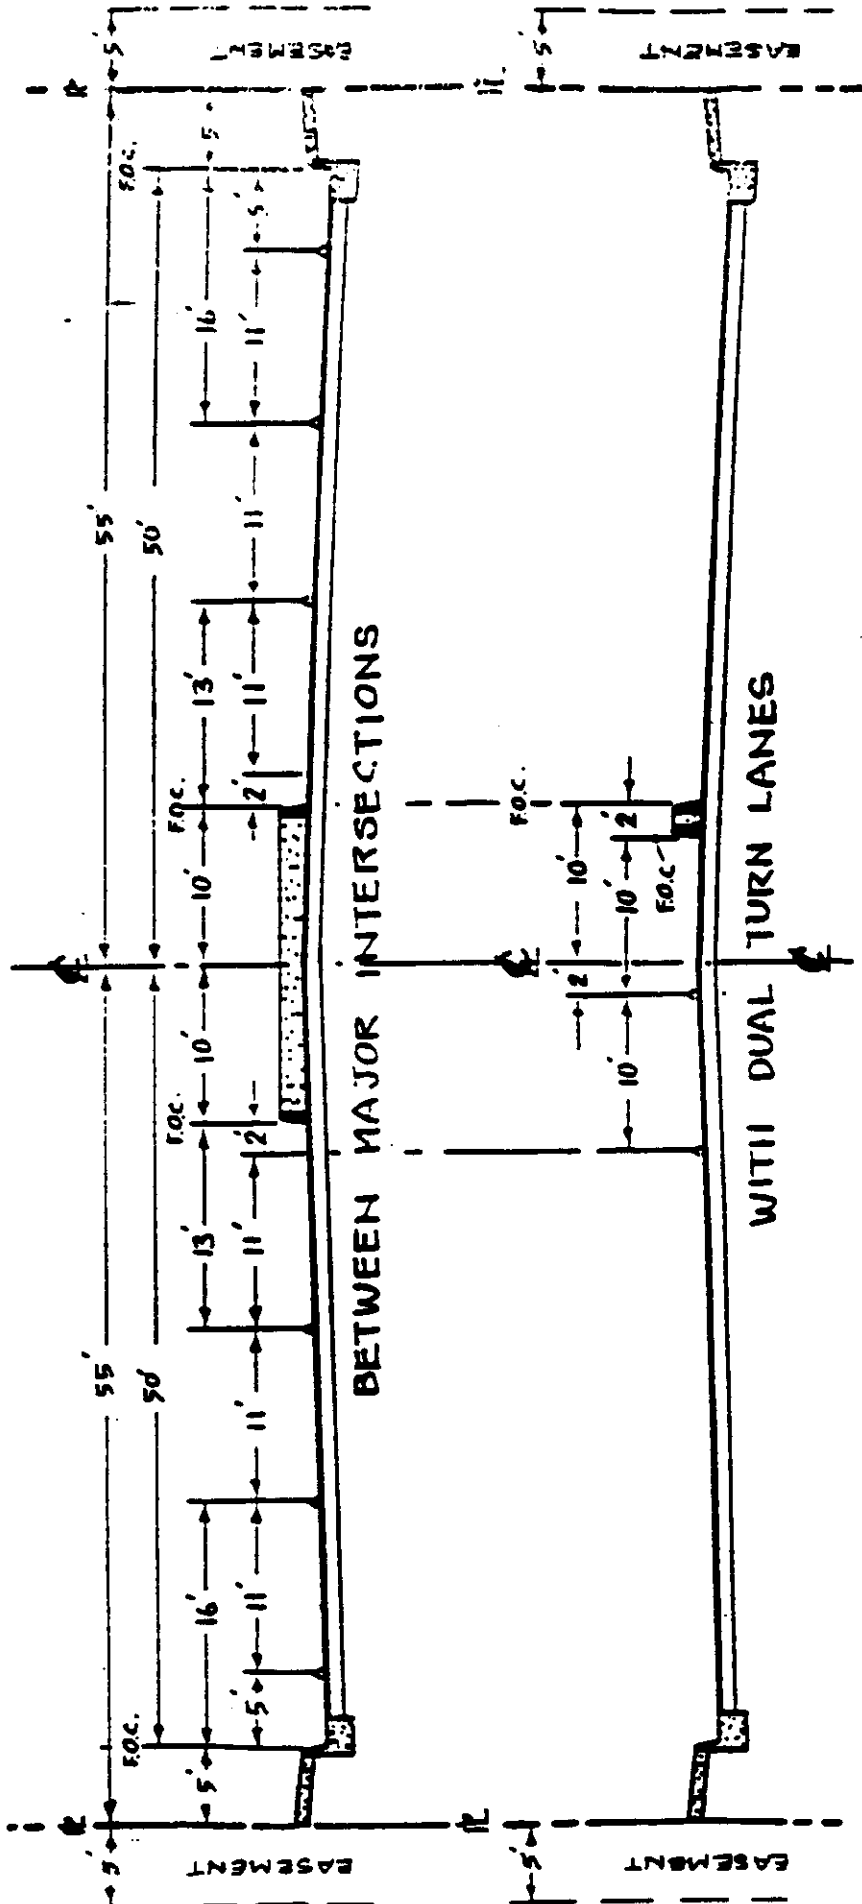 5' 55' 55' 5'
50' 50'
F.O.C. F.O.C. F.O.C. F.O.C.
5' 16' 13' 10' 10' 13' 16' 5'
5' 11' 11' 11' 2' 2' 11' 11' 11' 5'
EASEMENT EASEMENT
BETWEEN MAJOR INTERSECTIONS
F.O.C.
5' 2' 10' 5'
10' 10' 2'
F.O.C.
EASEMENT EASEMENT
WITH DUAL TURN LANES